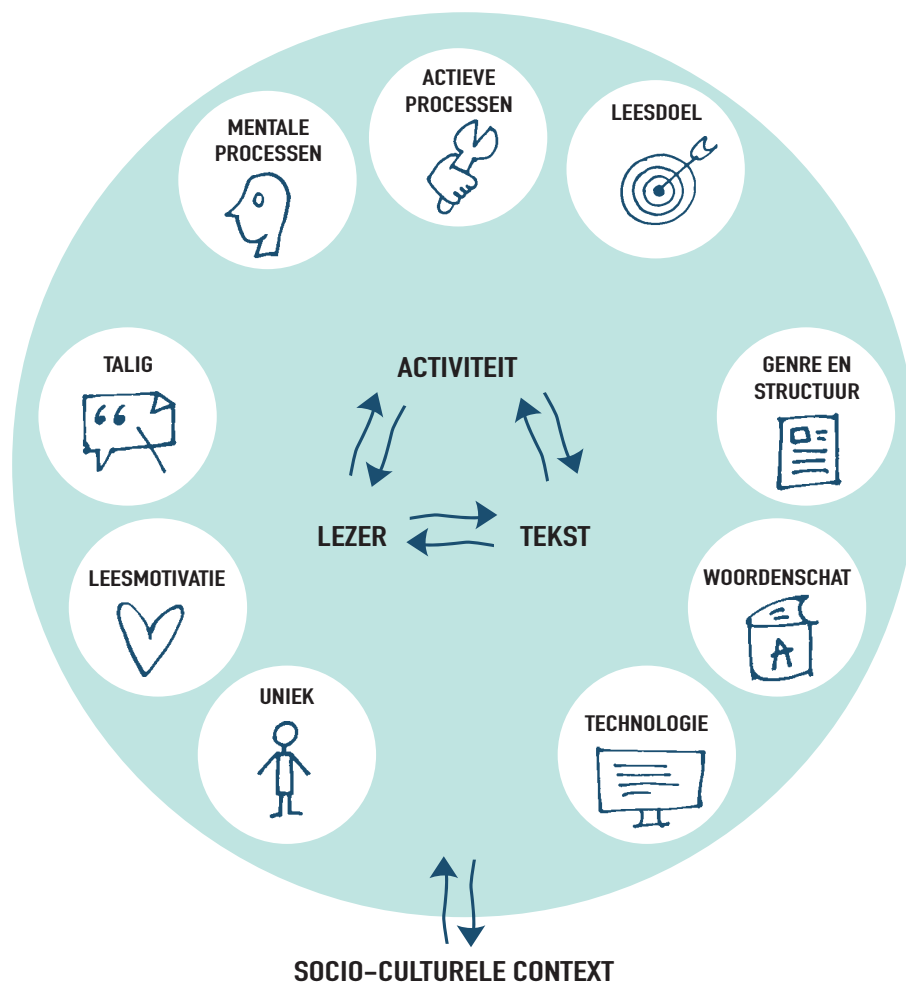 ACTIEVE
PROCESSEN
MENTALE
PROCESSEN
LEESDOEL
TALIG
ACTIVITEIT
GENRE EN
STRUCTUUR
LEZER
TEKST
LEESMOTIVATIE
WOORDENSCHAT
A
UNIEK
TECHNOLOGIE
SOCIO-CULTURELE CONTEXT